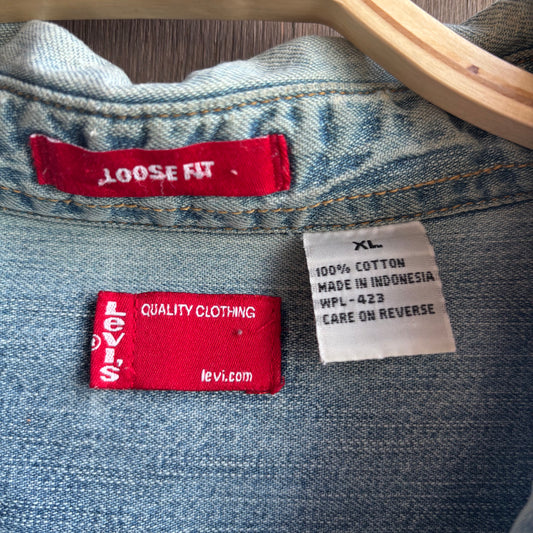 LOOSE FIT
XL
100% COTTON
MADE IN INDONESIA
WPL-423
CARE ON REVERSE
Levi's®
QUALITY CLOTHING
levi.com